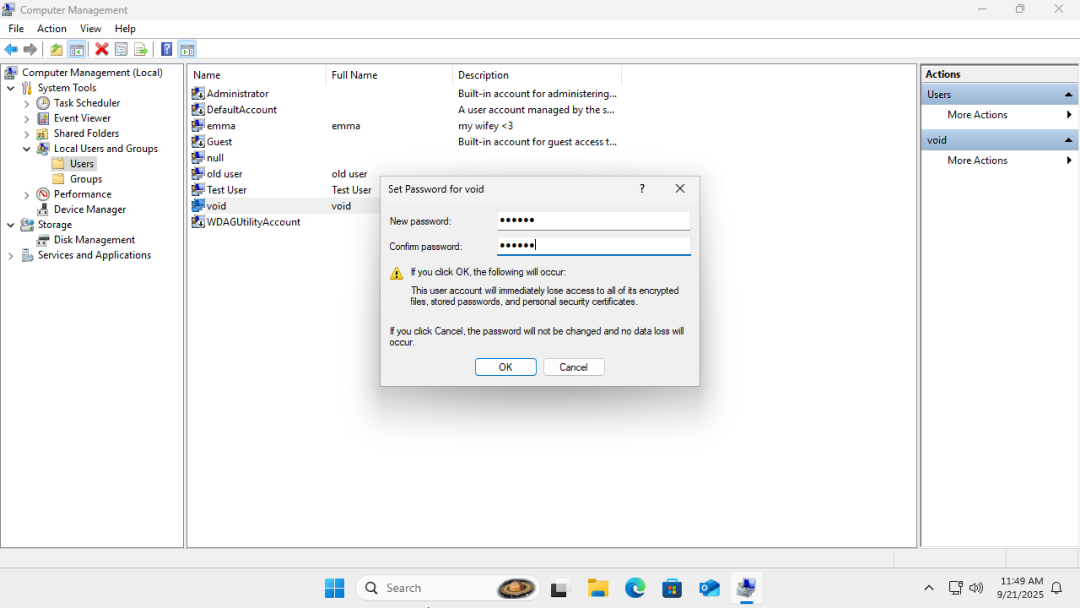 Computer Management
File Action View Help
Computer Management (Local)
System Tools
Task Scheduler
Event Viewer
Shared Folders
Local Users and Groups
Users
Groups
Performance
Device Manager
Storage
Disk Management
Services and Applications
Name Full Name Description
Administrator Built-in account for administering...
DefaultAccount A user account managed by the s...
emma emma my wifey <3
Guest Built-in account for guest access t...
null
old user old user
Test User Test User
void void
WDAGUtilityAccount
Set Password for void ?
New password: ●●●●●●
Confirm password: ●●●●●●
If you click OK, the following will occur:
This user account will immediately lose access to all of its encrypted
files, stored passwords, and personal security certificates.
If you click Cancel, the password will not be changed and no data loss will
occur.
OK Cancel
Actions
Users
More Actions
void
More Actions
Search
11:49 AM
9/21/2025